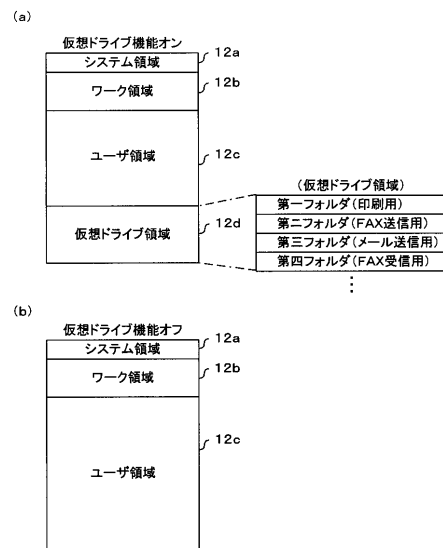 (a)
仮想ドライブ機能オン
システム領域
12a
ワーク領域
12b
ユーザ領域
12c
仮想ドライブ領域
12d
(仮想ドライブ領域)
第一フォルダ(印刷用)
第二フォルダ(FAX送信用)
第三フォルダ(メール送信用)
第四フォルダ(FAX受信用)
⋮
(b)
仮想ドライブ機能オフ
システム領域
12a
ワーク領域
12b
ユーザ領域
12c